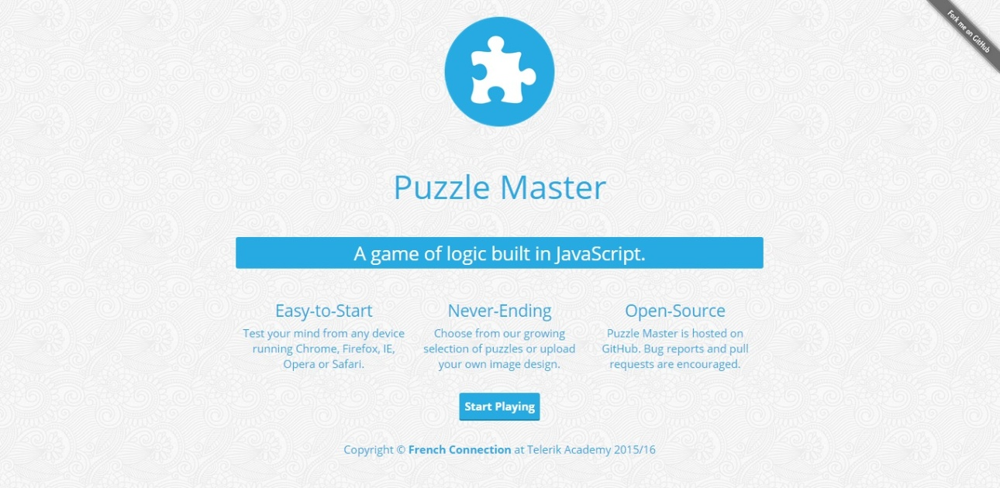 Fork me on GitHub
Puzzle Master
A game of logic built in JavaScript.
Easy-to-Start
Test your mind from any device
running Chrome, Firefox, IE,
Opera or Safari.
Never-Ending
Choose from our growing
selection of puzzles or upload
your own image design.
Open-Source
Puzzle Master is hosted on
GitHub. Bug reports and pull
requests are encouraged.
Start Playing
Copyright © French Connection at Telerik Academy 2015/16